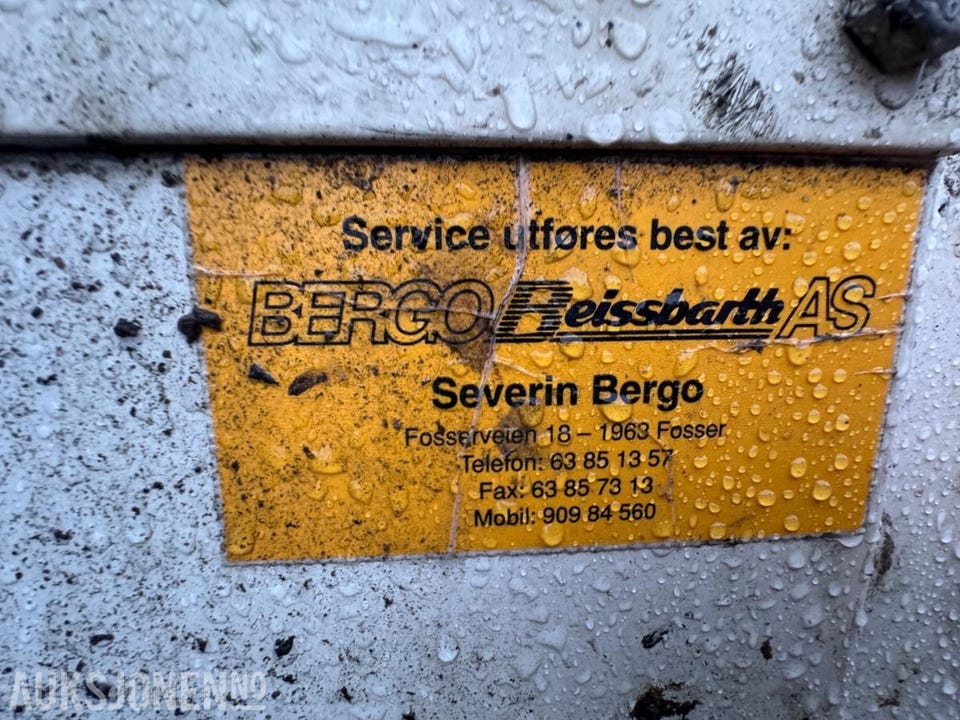 Service utføres best av:
BERGO Reissbarth AS
Severin Bergo
Fosserveien 18 – 1963 Fosser
Telefon: 63 85 13 57
Fax: 63 85 73 13
Mobil: 909 84 560
AUKSJONEN.NO